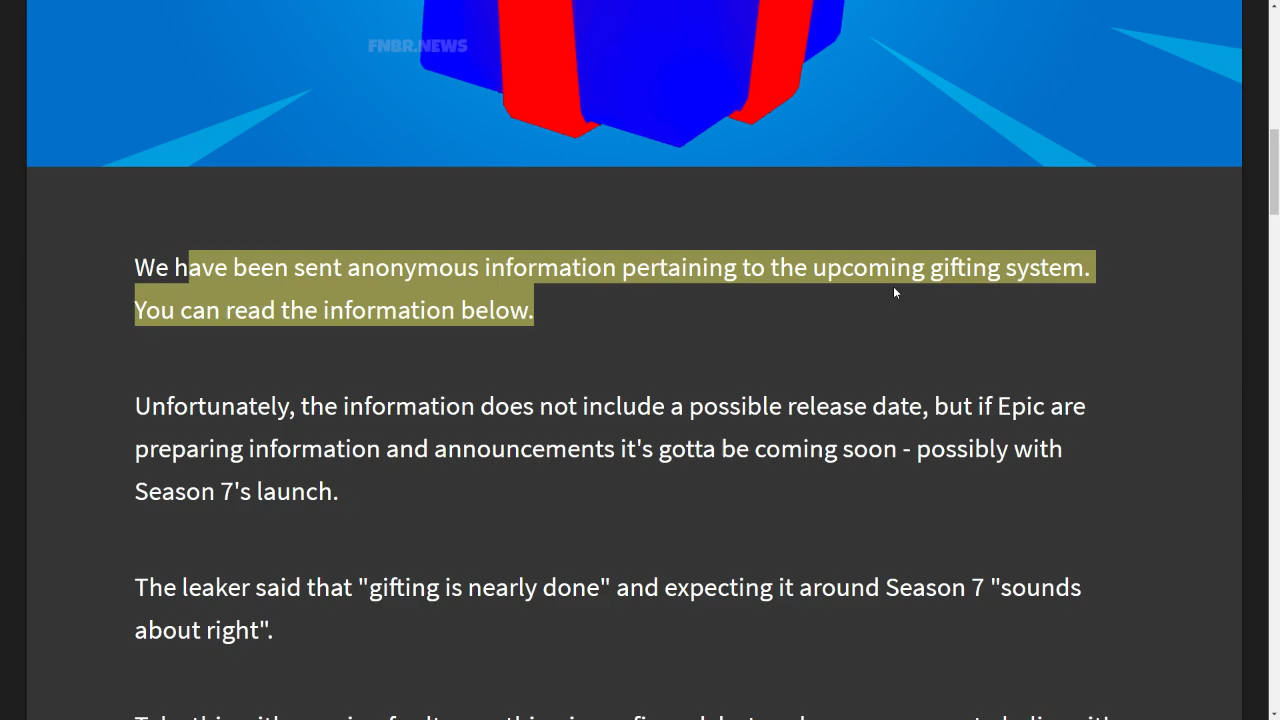 FNBR.NEWS
We have been sent anonymous information pertaining to the upcoming gifting system.
You can read the information below.
Unfortunately, the information does not include a possible release date, but if Epic are
preparing information and announcements it's gotta be coming soon - possibly with
Season 7's launch.
The leaker said that "gifting is nearly done" and expecting it around Season 7 "sounds
about right".